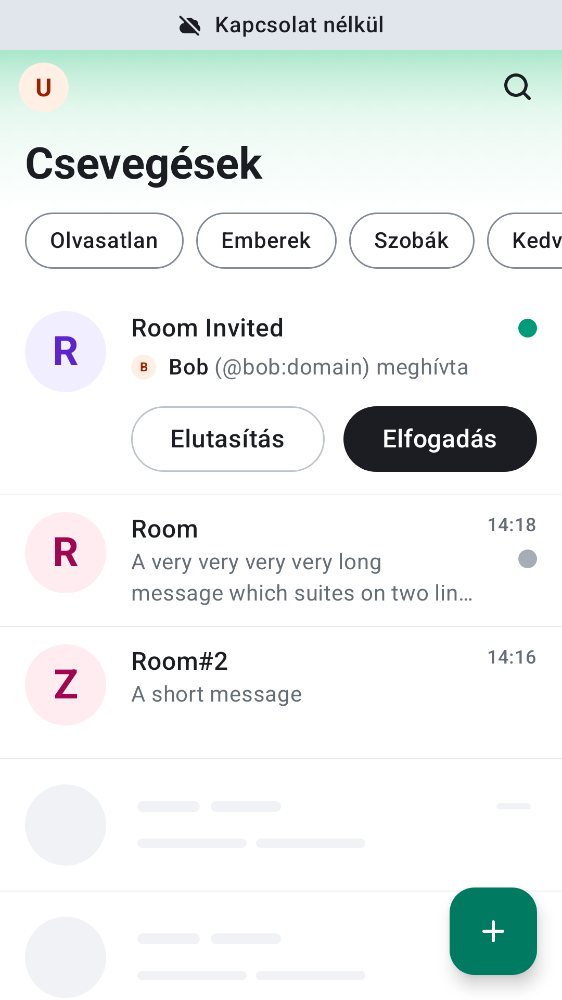 Kapcsolat nélkül
U
Csevegések
Olvasatlan Emberek Szobák Kedv
R
Room Invited
B Bob (@bob:domain) meghívta
Elutasítás Elfogadás
R
Room 14:18
A very very very very long
message which suites on two lin…
Z
Room#2 14:16
A short message